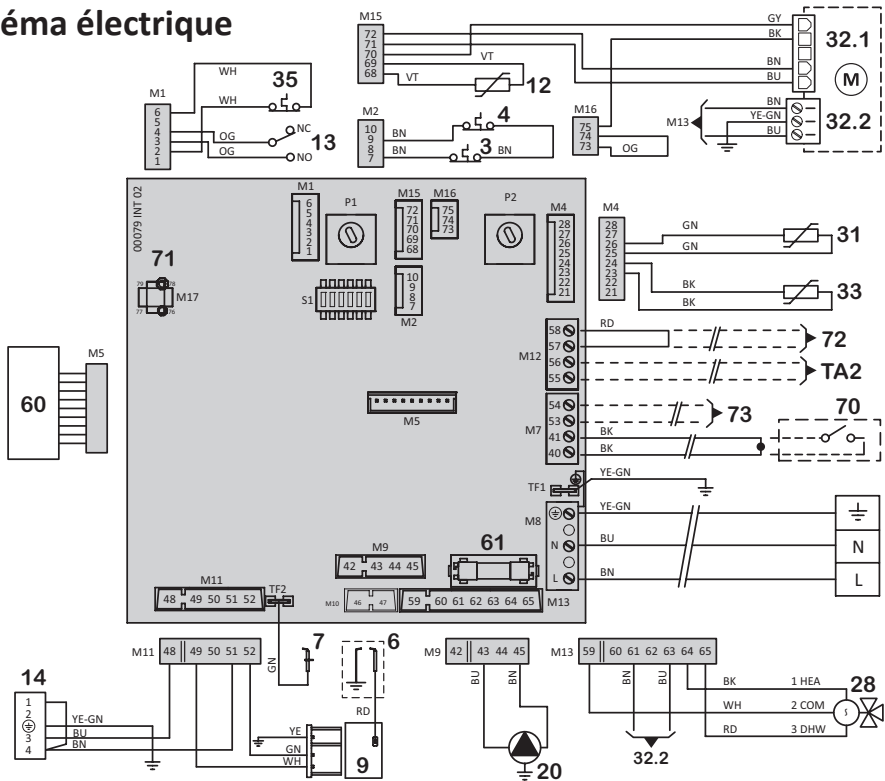 éma électrique
M15
72
71
70
69
68
VT
VT
12
GY
BK
BN
BU
32.1
M
M1
6
5
4
3
2
1
WH
WH
35
OG
OG
NC
NO
13
M2
10
9
8
7
BN
BN
BN
4
3
M16
75
74
73
OG
M13
BN
YE-GN
BU
32.2
00079 INT 02
M1
6
5
4
3
2
1
P1
M15
72
71
70
69
68
M16
75
74
73
P2
M4
28
27
26
25
24
23
22
21
M4
28
27
26
25
24
23
22
21
GN
GN
31
BK
BK
33
71
79
78
77
76
M17
S1
10
9
8
7
M2
60
M5
M5
M12
58
57
56
55
RD
72
TA2
M7
54
53
41
40
73
BK
BK
70
TF1
YE-GN
M8
YE-GN
N
BU
N
L
BN
L
M9
42 43 44 45
61
M11
48 49 50 51 52
TF2
M10
46 47
59 60 61 62 63 64 65
M13
M11
48 49 50 51 52
GN
7
6
RD
M9
42 43 44 45
BU
BN
20
M13
59 60 61 62 63 64 65
BN
BU
32.2
BK
1 HEA
WH
2 COM
RD
3 DHW
28
14
1
2
3
4
YE-GN
BU
BN
YE
GN
WH
9